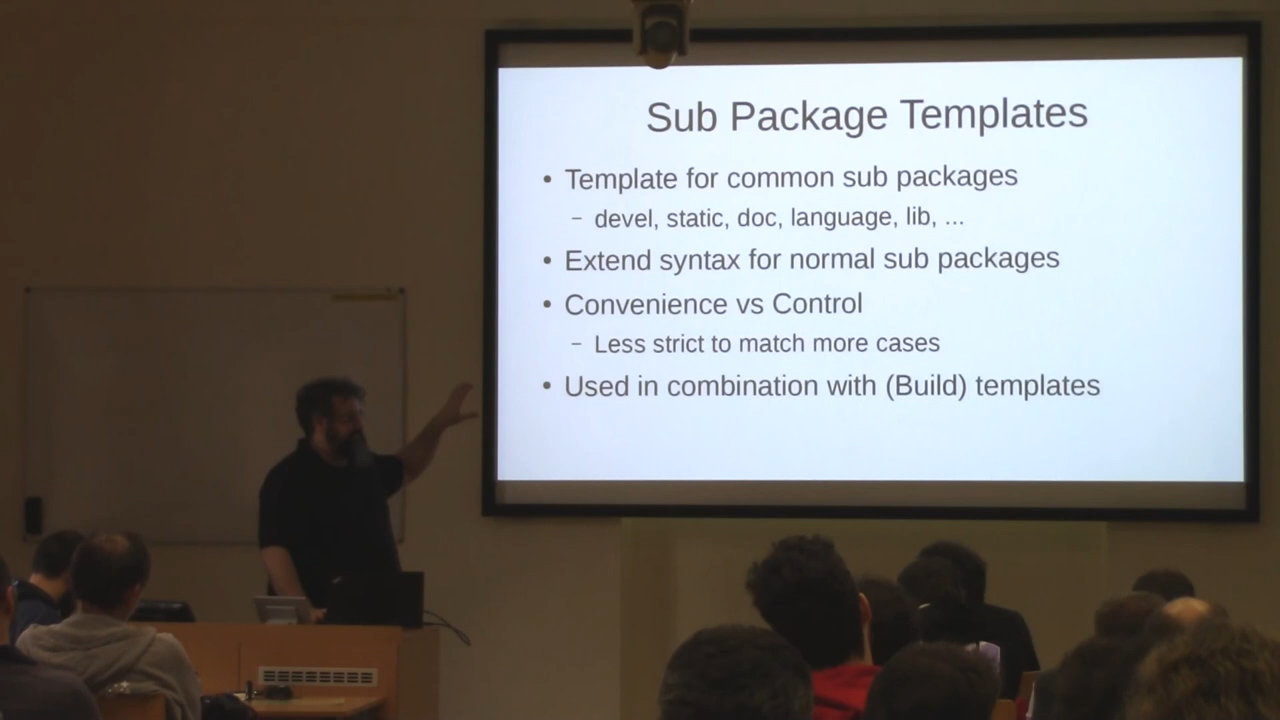 Sub Package Templates
• Template for common sub packages
– devel, static, doc, language, lib, ...
• Extend syntax for normal sub packages
• Convenience vs Control
– Less strict to match more cases
• Used in combination with (Build) templates